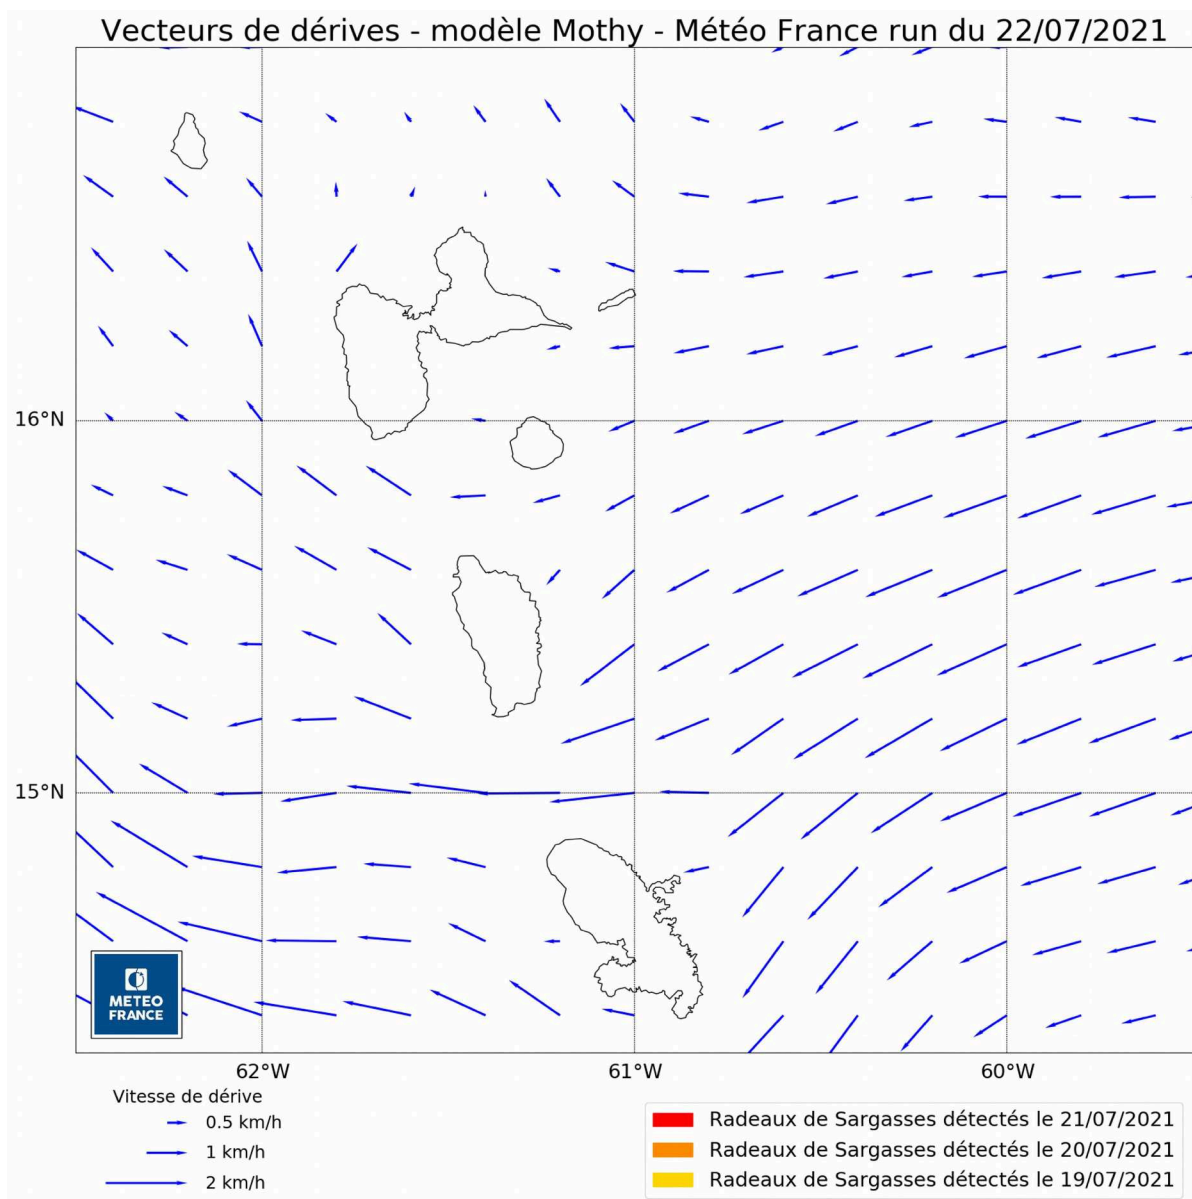 Vecteurs de dérives - modèle Mothy - Météo France run du 22/07/2021
16°N
15°N
METEO
FRANCE
62°W
61°W
60°W
Vitesse de dérive
0.5 km/h
1 km/h
2 km/h
Radeaux de Sargasses détectés le 21/07/2021
Radeaux de Sargasses détectés le 20/07/2021
Radeaux de Sargasses détectés le 19/07/2021